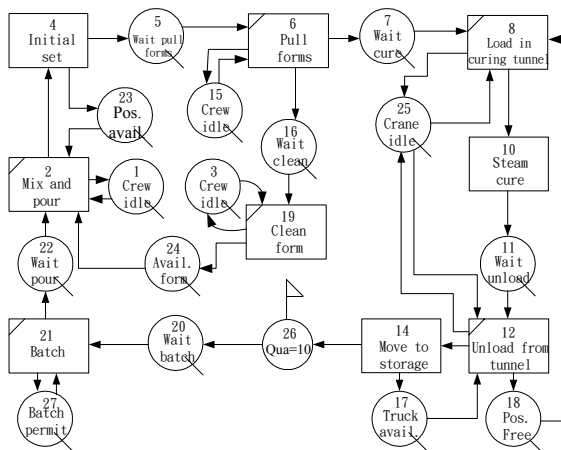 4
Initial
set
5
Wait pull
forms
6
Pull
forms
7
Wait
cure
8
Load in
curing tunnel
23
Pos.
avail.
15
Crew
idle
16
Wait
clean
25
Crane
idle
10
Steam
cure
2
Mix and
pour
1
Crew
idle
3
Crew
idle
19
Clean
form
11
Wait
unload
22
Wait
pour
24
Avail.
form
21
Batch
20
Wait
batch
26
Qua=10
14
Move to
storage
12
Unload from
tunnel
27
Batch
permit
17
Truck
avail.
18
Pos.
Free